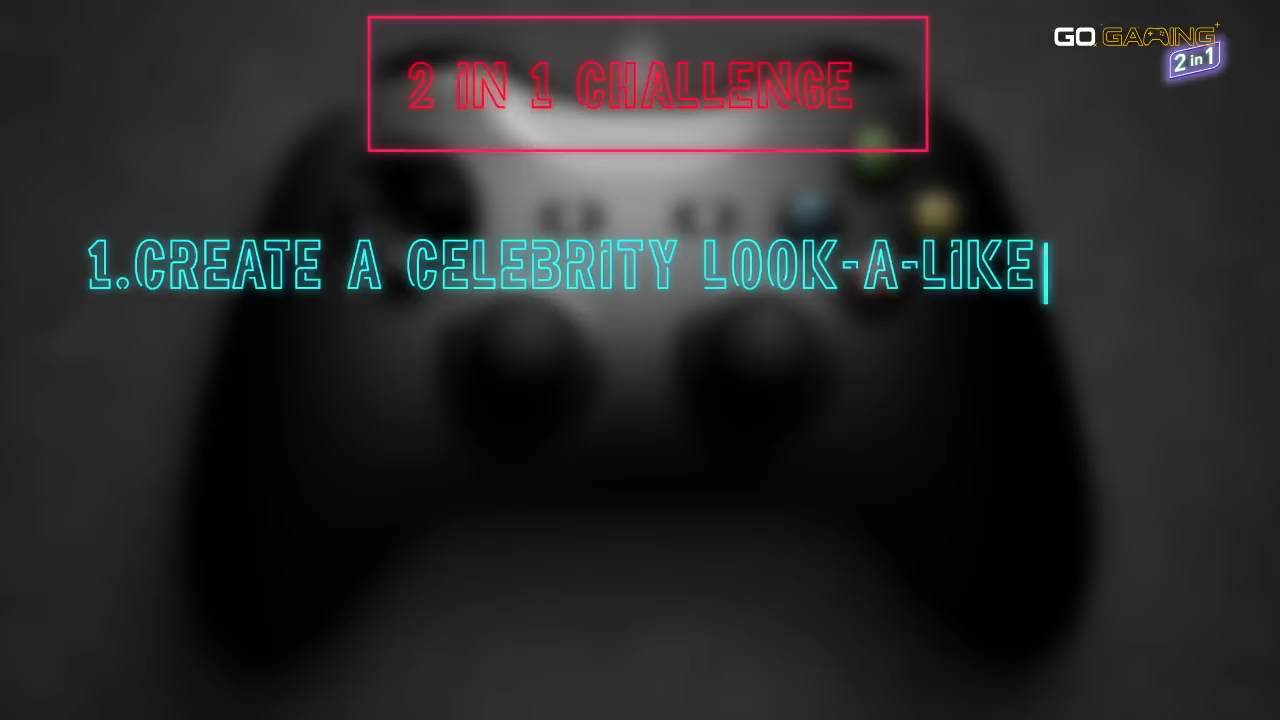 GO GAMING
2 in 1
2 IN 1 CHALLENGE
1.CREATE A CELEBRITY LOOK-A-LIKE